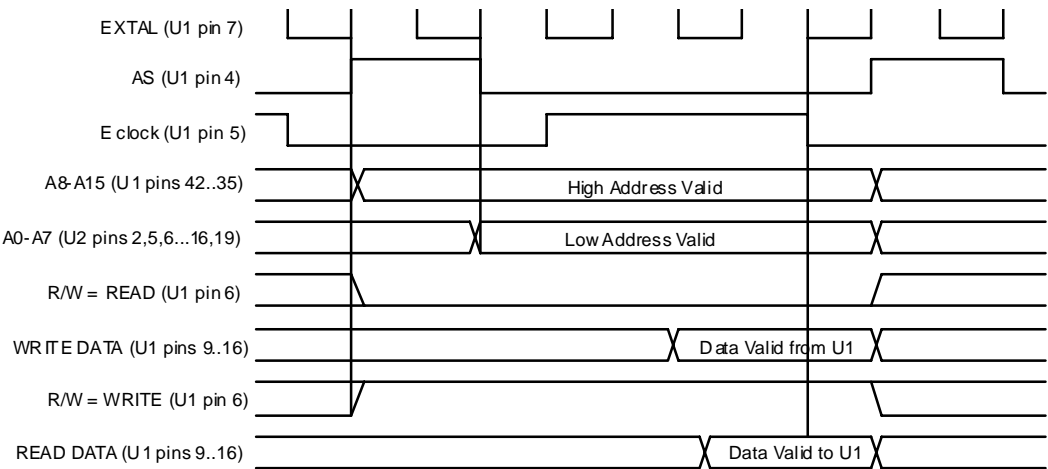 EXTAL (U1 pin 7)
AS (U1 pin 4)
E clock (U1 pin 5)
A8-A15 (U1 pins 42..35)
High Address Valid
A0-A7 (U2 pins 2,5,6...16,19)
Low Address Valid
R/W = READ (U1 pin 6)
WRITE DATA (U1 pins 9..16)
Data Valid from U1
R/W = WRITE (U1 pin 6)
READ DATA (U1 pins 9..16)
Data Valid to U1